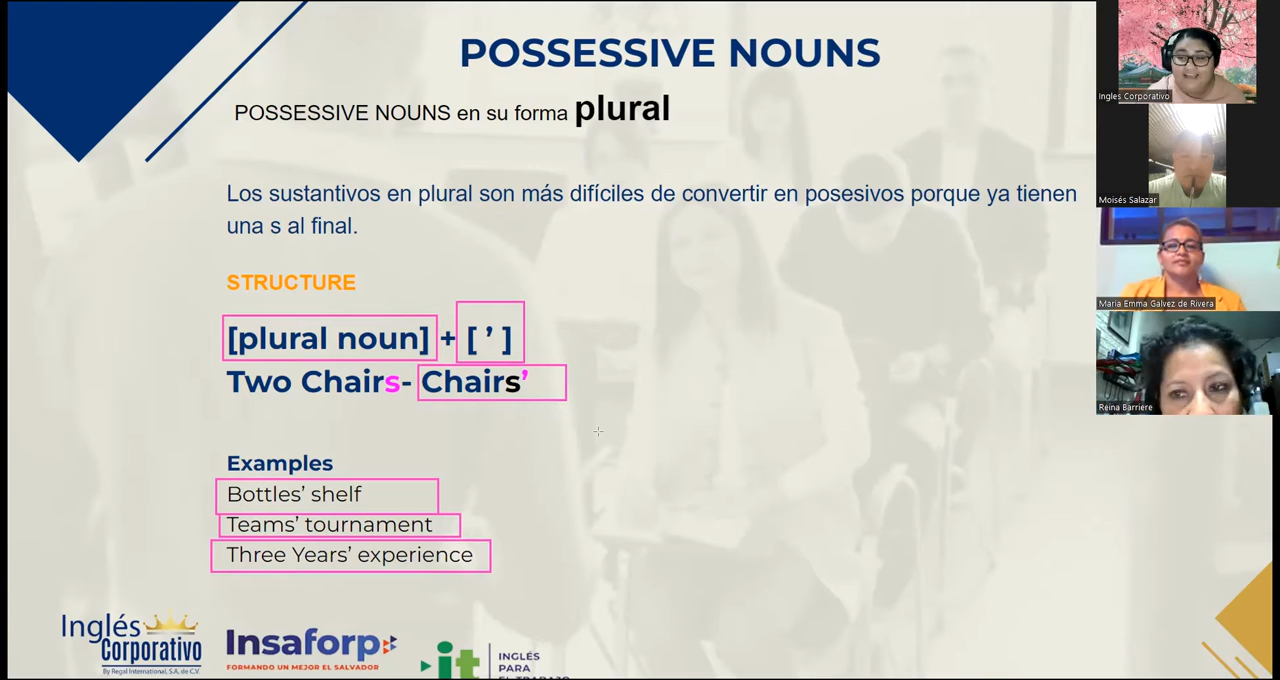 POSSESSIVE NOUNS
POSSESSIVE NOUNS en su forma plural
Los sustantivos en plural son más difíciles de convertir en posesivos porque ya tienen
una s al final.
STRUCTURE
[plural noun] + [ ’ ]
Two Chairs- Chairs’
Examples
Bottles’ shelf
Teams’ tournament
Three Years’ experience
Inglés
Corporativo
By Regal International, S.A. de C.V.
Insaforp
FORMANDO UN MEJOR EL SALVADOR
it
INGLÉS
PARA
EL TRABAJO
Ingles Corporativo
Moisés Salazar
Maria Emma Galvez de Rivera
Reina Barriere